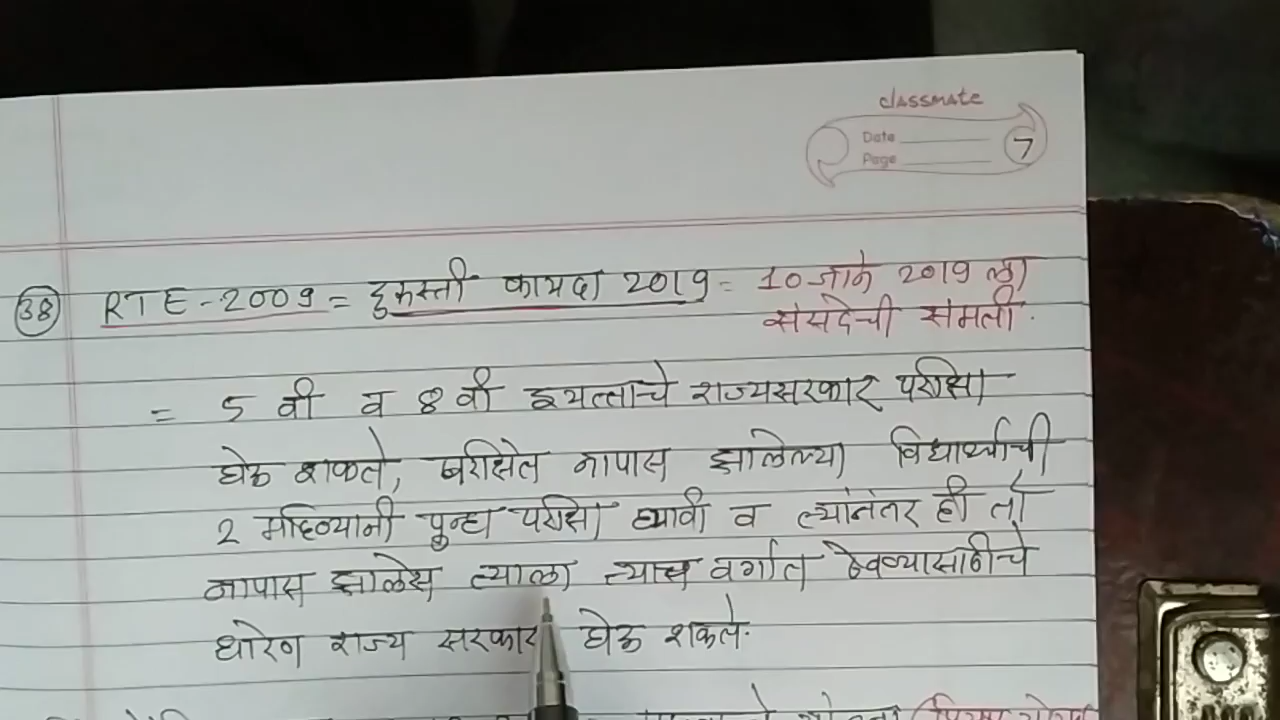 classmate
Date
Page 7
38 RTE-2009 = दुरुस्ती कायदा 2019 = 10 जाने 2019 ला
संसदेची संमती.
= 5 वी व 8 वी इयत्ताचे राज्यसरकार परीक्षा
घेऊ शकते, परीक्षेत नापास झालेल्या विद्यार्थ्याची
2 महिन्यानी पुन्हा परीक्षा घ्यावी व त्यानंतर ही तो
नापास झालेस त्याला त्याच वर्गात ठेवण्यासाठीचे
धोरण राज्य सरकार घेऊ शकते.